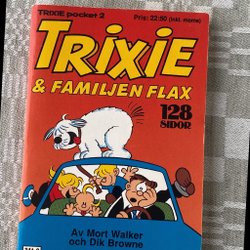 TRIXIE pocket 2
Pris: 22:50 (inkl. moms)
TRiXiE
& FAMILJEN FLAX
128
SIDOR
Av Mort Walker
och Dik Browne